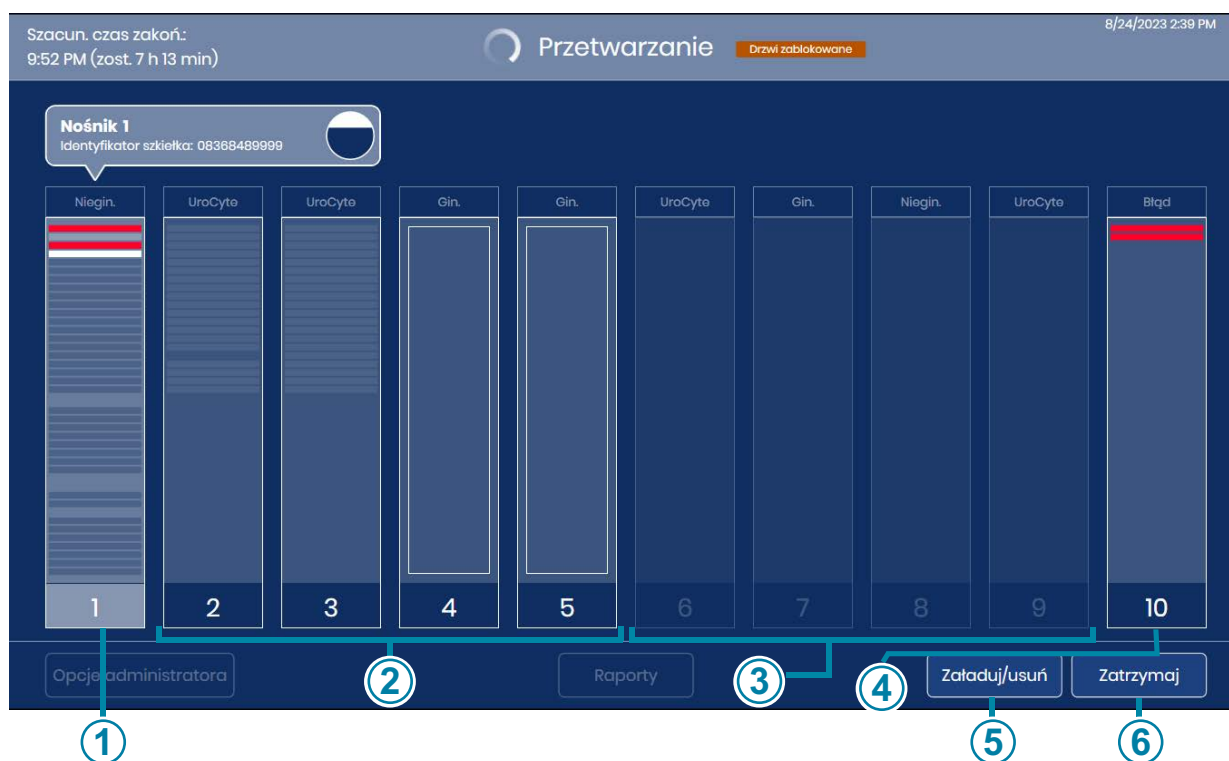 Szacun. czas zakoń.:
9:52 PM (zost. 7 h 13 min)
Przetwarzanie
Drzwi zablokowane
8/24/2023 2:39 PM
Nośnik 1
Identyfikator szkiełka: 08368489999
Niegin.
UroCyte
UroCyte
Gin.
Gin.
UroCyte
Gin.
Niegin.
UroCyte
Błąd
1
2
3
4
5
6
7
8
9
10
Opcje administratora
Raporty
Załaduj/usuń
Zatrzymaj
2
3
4
1
5
6